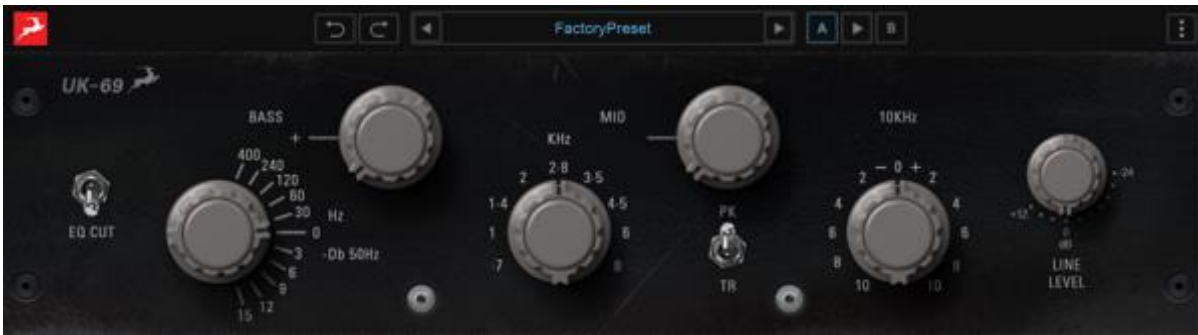 FactoryPreset
A
B
UK-69
BASS
MID
10KHz
+
KHz
400
240
120
60
30
Hz
0
3
-Db 50Hz
6
9
12
15
EQ CUT
2·8
2
3·5
1·4
4·5
1
6
·7
8
PK
TR
- 0 +
2
2
4
4
6
6
8
8
10
10
-24
+12
0
dB
LINE
LEVEL